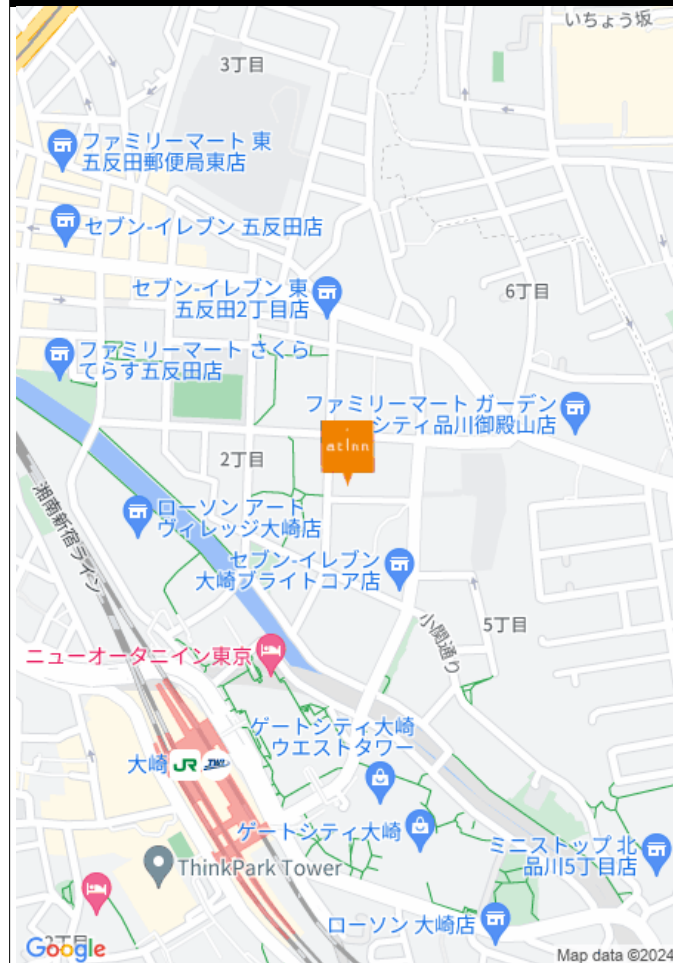 いちょう坂
3丁目
ファミリーマート 東
五反田郵便局東店
セブン-イレブン 五反田店
セブン-イレブン 東
五反田2丁目店
6丁目
ファミリーマート さくら
てらす五反田店
ファミリーマート ガーデン
シティ品川御殿山店
atInn
2丁目
湘南新宿ライン
ローソン アート
ヴィレッジ大崎店
セブン-イレブン
大崎ブライトコア店
5丁目
小関通り
ニューオータニイン東京
ゲートシティ大崎
ウエストタワー
大崎 JR TWR
ゲートシティ大崎
ミニストップ 北
品川5丁目店
ThinkPark Tower
ローソン 大崎店
2丁目
Google
Map data ©2024